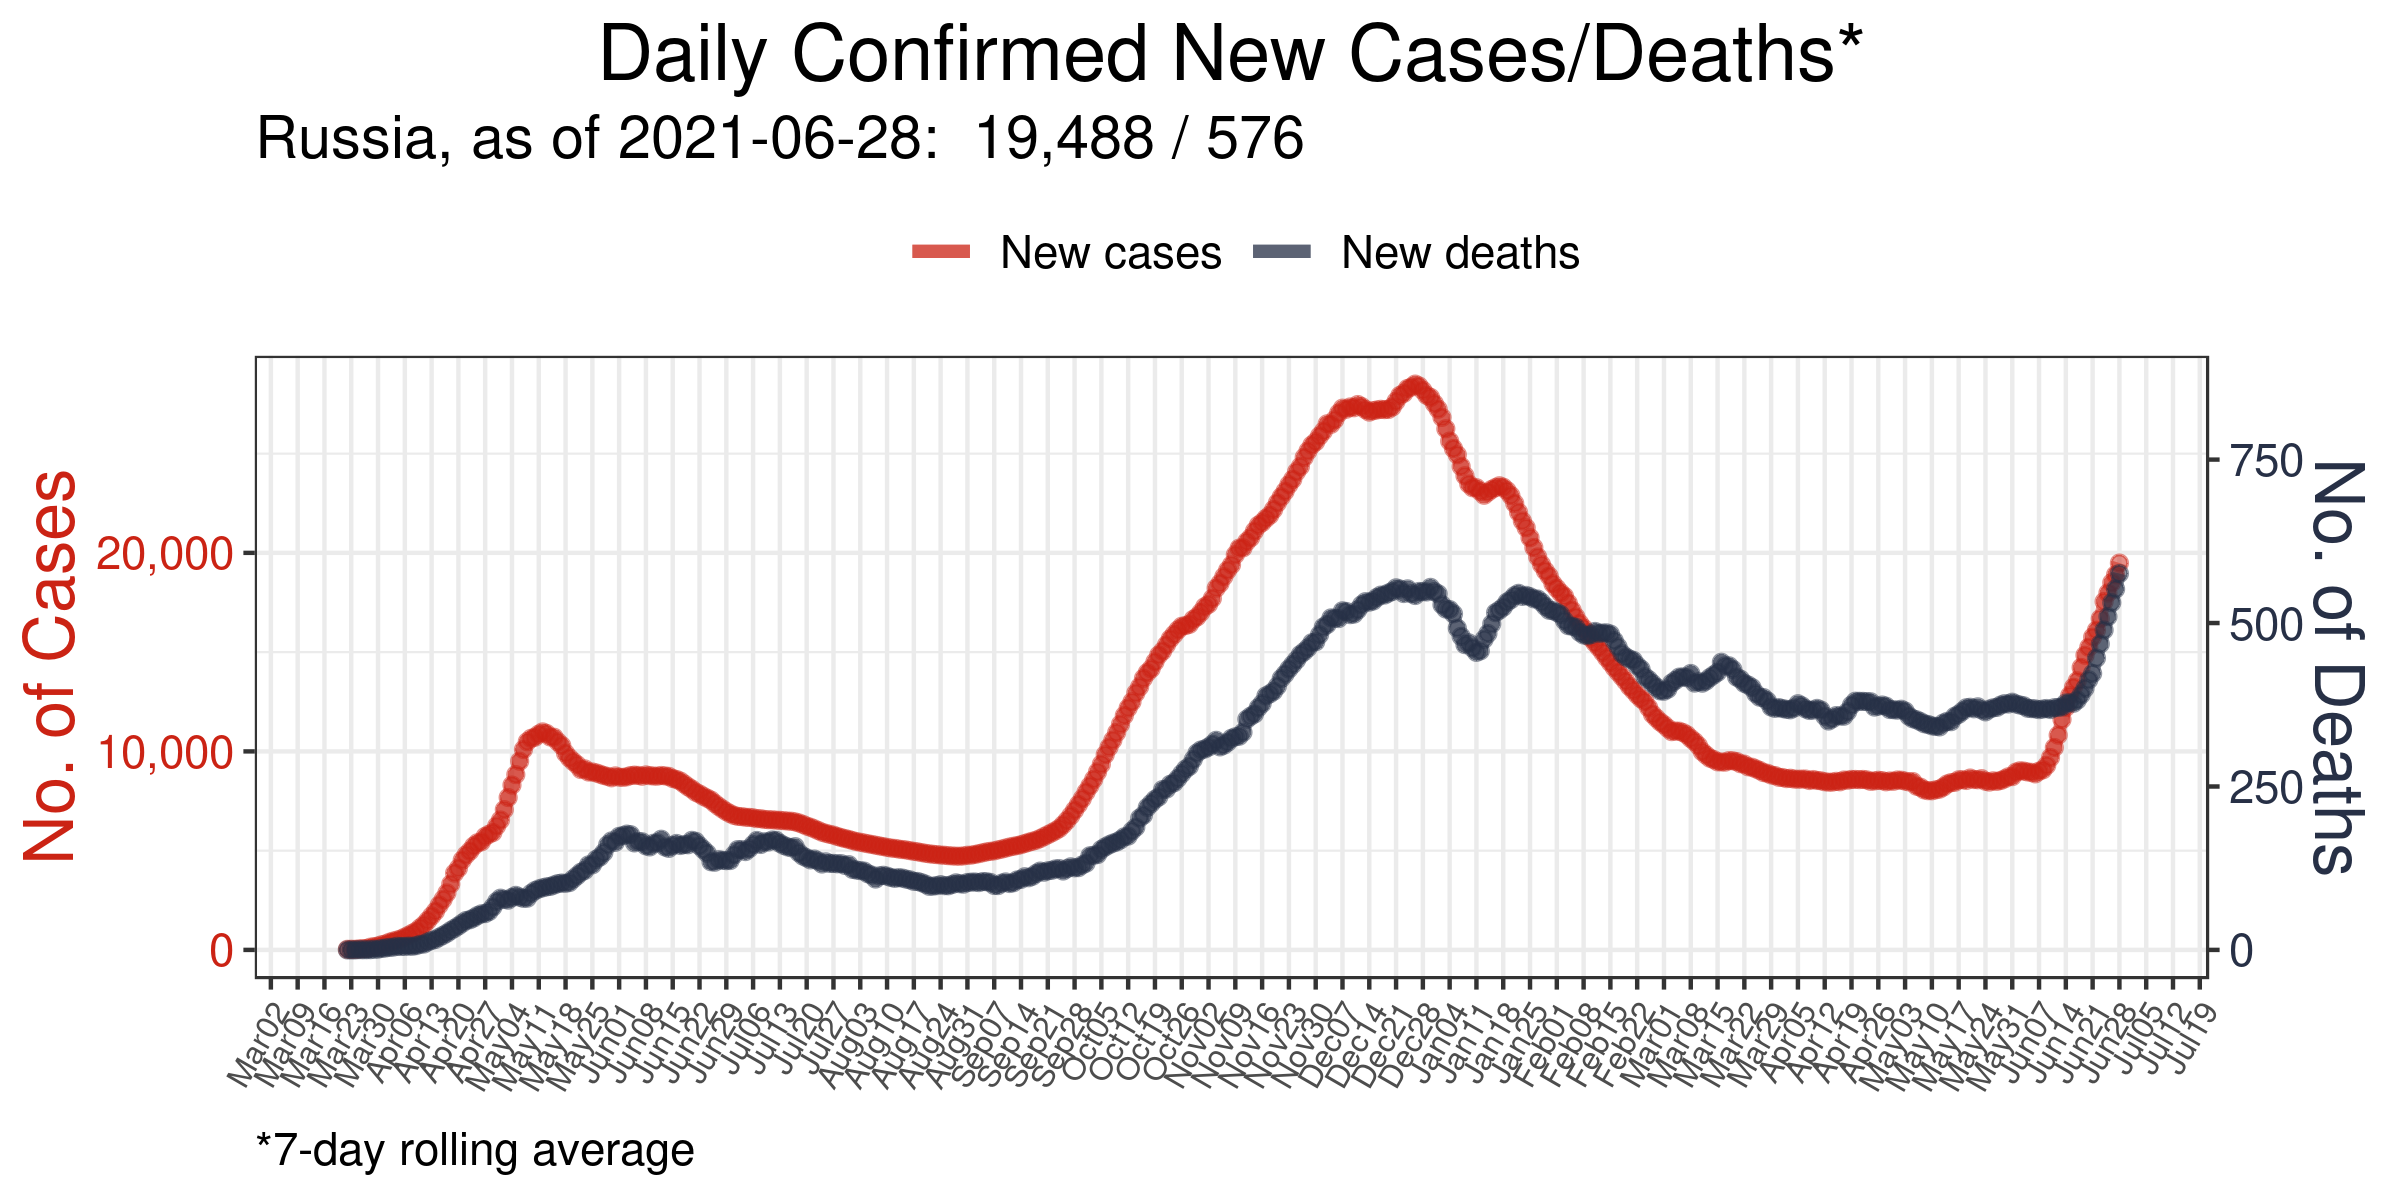 Daily Confirmed New Cases/Deaths*
Russia, as of 2021-06-28:  19,488 / 576
New cases
New deaths
No. of Cases
20,000
10,000
0
750
500
250
0
No. of Deaths
Mar02
Mar09
Mar16
Mar23
Mar30
Apr06
Apr13
Apr20
Apr27
May04
May11
May18
May25
Jun01
Jun08
Jun15
Jun22
Jun29
Jul06
Jul13
Jul20
Jul27
Aug03
Aug10
Aug17
Aug24
Aug31
Sep07
Sep14
Sep21
Sep28
Oct05
Oct12
Oct19
Oct26
Nov02
Nov09
Nov16
Nov23
Nov30
Dec07
Dec14
Dec21
Dec28
Jan04
Jan11
Jan18
Jan25
Feb01
Feb08
Feb15
Feb22
Mar01
Mar08
Mar15
Mar22
Mar29
Apr05
Apr12
Apr19
Apr26
May03
May10
May17
May24
May31
Jun07
Jun14
Jun21
Jun28
Jul05
Jul12
Jul19
*7-day rolling average